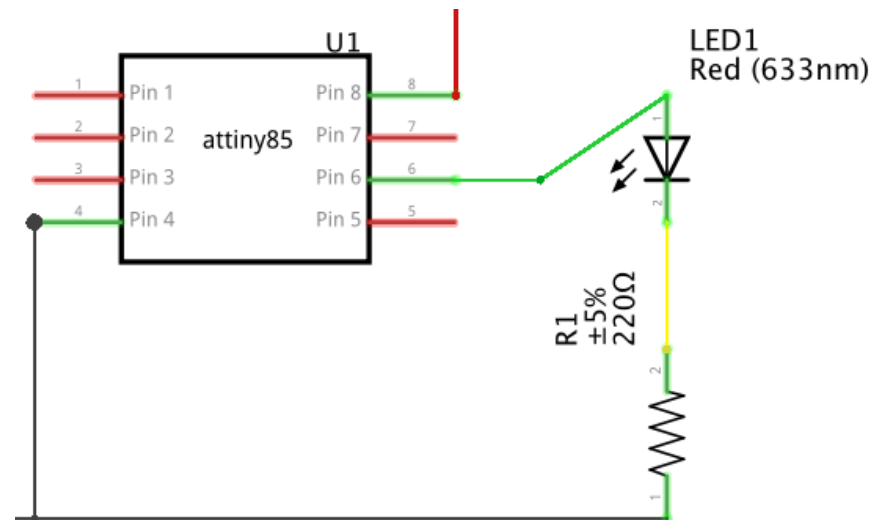 U1
1
Pin 1
Pin 8
8
2
Pin 2
attiny85
Pin 7
7
3
Pin 3
Pin 6
6
4
Pin 4
Pin 5
5
LED1
Red (633nm)
1
2
R1
±5%
220Ω
2
1